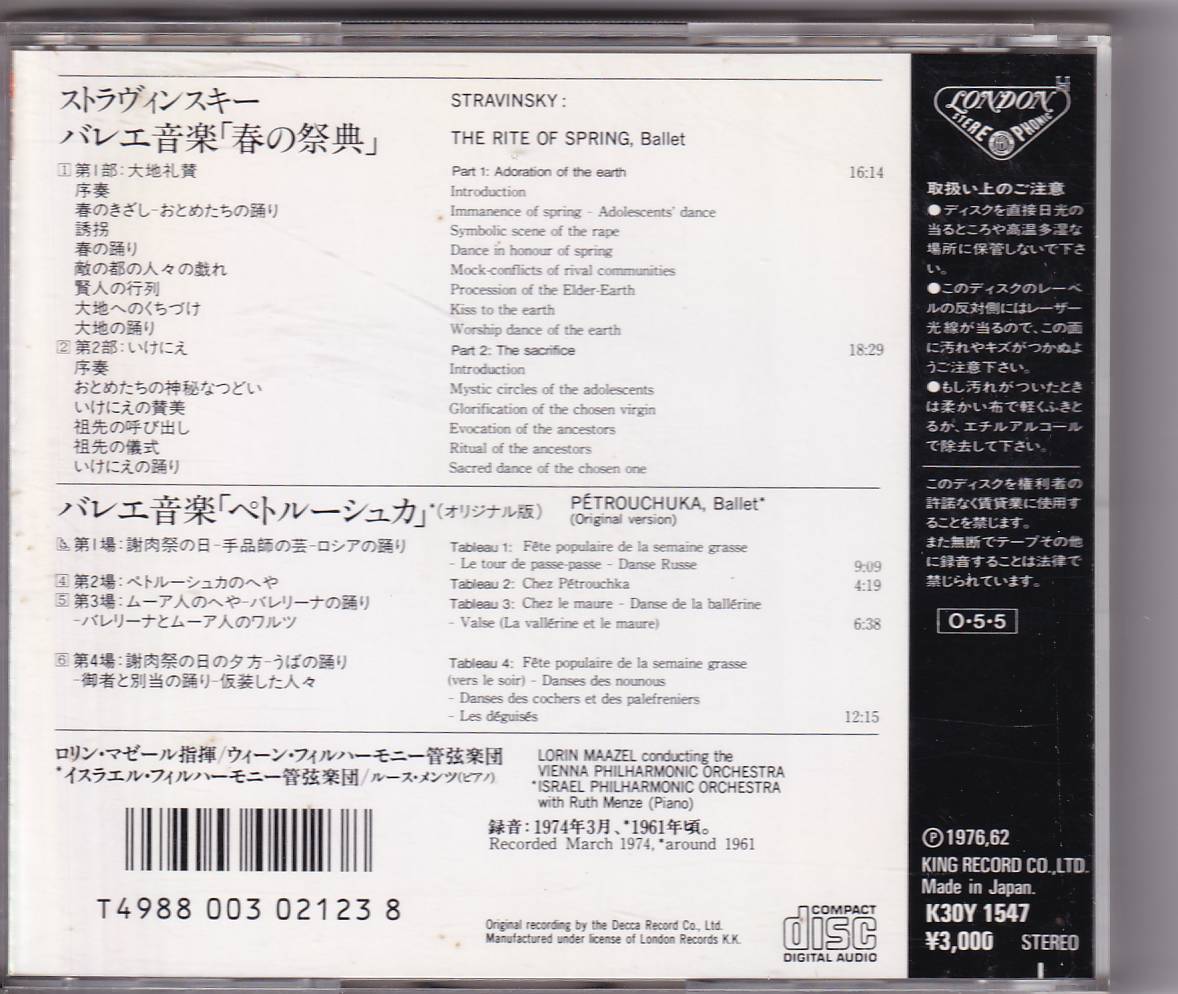 ストラヴィンスキー
STRAVINSKY:
バレエ音楽「春の祭典」
THE RITE OF SPRING, Ballet
1 第1部:大地礼賛 Part 1: Adoration of the earth 16:14
序奏 Introduction
春のきざし-おとめたちの踊り Immanence of spring - Adolescents' dance
誘拐 Symbolic scene of the rape
春の踊り Dance in honour of spring
敵の都の人々の戯れ Mock-conflicts of rival communities
賢人の行列 Procession of the Elder-Earth
大地へのくちづけ Kiss to the earth
大地の踊り Worship dance of the earth
2 第2部:いけにえ Part 2: The sacrifice 18:29
序奏 Introduction
おとめたちの神秘なつどい Mystic circles of the adolescents
いけにえの賛美 Glorification of the chosen virgin
祖先の呼び出し Evocation of the ancestors
祖先の儀式 Ritual of the ancestors
いけにえの踊り Sacred dance of the chosen one
バレエ音楽「ペトルーシュカ」*(オリジナル版) PÉTROUCHUKA, Ballet*
(Original version)
第1場:謝肉祭の日-手品師の芸-ロシアの踊り Tableau 1: Fête populaire de la semaine grasse
- Le tour de passe-passe - Danse Russe 9:09
4 第2場:ペトルーシュカのへや Tableau 2: Chez Pétrouchka 4:19
5 第3場:ムーア人のへや-バレリーナの踊り Tableau 3: Chez le maure - Danse de la ballérine
-バレリーナとムーア人のワルツ - Valse (La vallérine et le maure) 6:38
6 第4場:謝肉祭の日の夕方-うばの踊り Tableau 4: Fête populaire de la semaine grasse
-御者と別当の踊り-仮装した人々 (vers le soir) - Danses des nounous
- Danses des cochers et des palefreniers
- Les déguisés 12:15
ロリン・マゼール指揮/ウィーン・フィルハーモニー管弦楽団
*イスラエル・フィルハーモニー管弦楽団/ルース・メンツ(ピアノ)
LORIN MAAZEL conducting the
VIENNA PHILHARMONIC ORCHESTRA
*ISRAEL PHILHARMONIC ORCHESTRA
with Ruth Menze (Piano)
録音:1974年3月、*1961年頃。
Recorded March 1974, *around 1961
T4988 003 02123 8
Original recording by the Decca Record Co., Ltd.
Manufactured under license of London Records K.K.
COMPACT
disc
DIGITAL AUDIO
LONDON
STEREOPHONIC
取扱い上のご注意
●ディスクを直接日光の
当るところや高温多湿な
場所に保管しないで下さ
い。
●このディスクのレーベ
ルの反対側にはレーザー
光線が当るので、この面
に汚れやキズがつかぬよ
うご注意下さい。
●もし汚れがついたとき
は柔かい布で軽くふきと
るか、エチルアルコール
で除去して下さい。
このディスクを権利者の
許諾なく賃貸業に使用す
ることを禁じます。
また無断でテープその他
に録音することは法律で
禁じられています。
O・5・5
Ⓟ1976,62
KING RECORD CO.,LTD.
Made in Japan.
K30Y 1547
¥3,000 STEREO